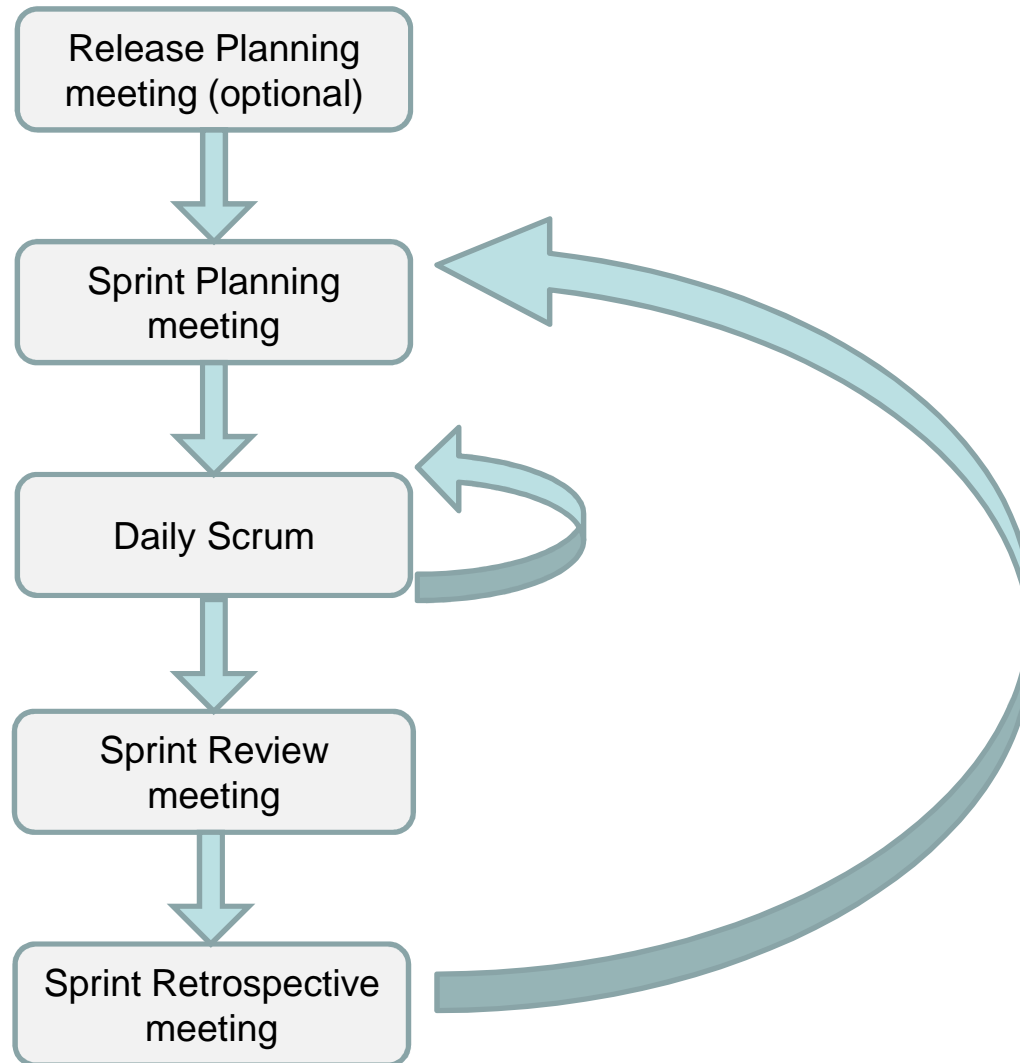 Release Planning
meeting (optional)
Sprint Planning
meeting
Daily Scrum
Sprint Review
meeting
Sprint Retrospective
meeting